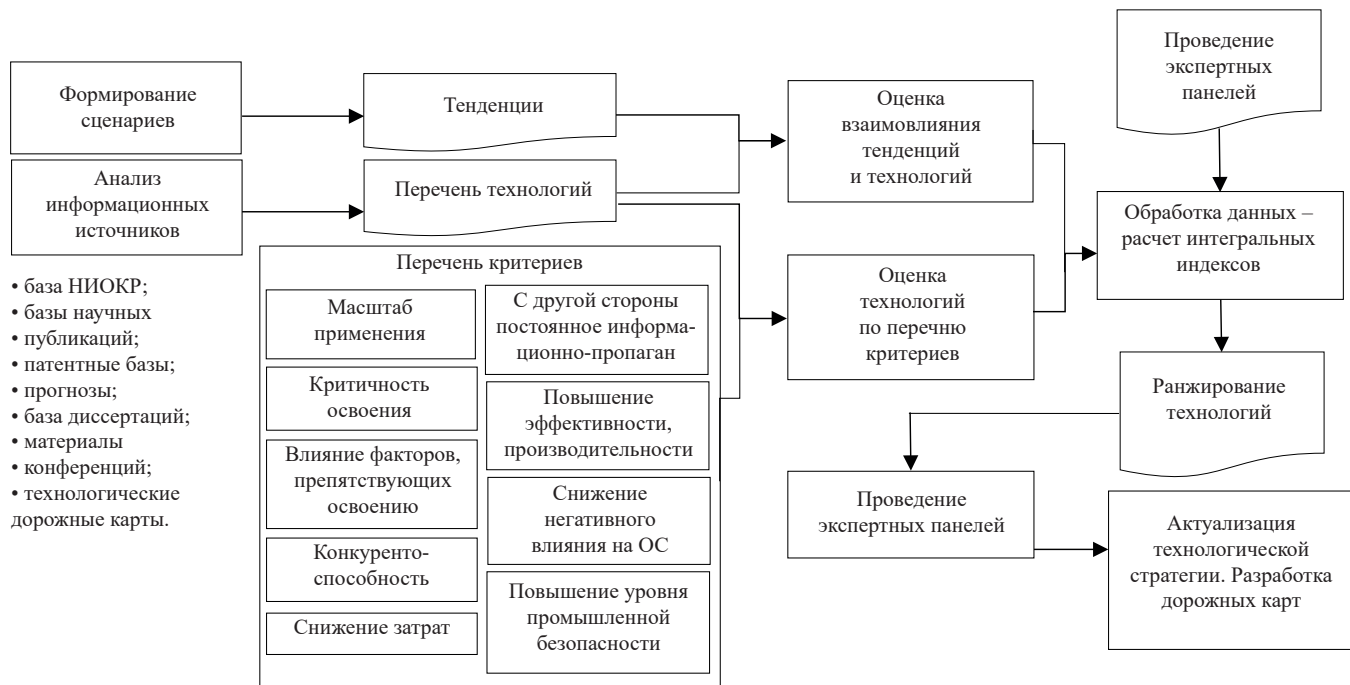 Формирование
сценариев
Тенденции
Оценка
взаимовлияния
тенденций
и технологий
Проведение
экспертных
панелей
Анализ
информационных
источников
Перечень технологий
Обработка данных –
расчет интегральных
индексов
• база НИОКР;
• базы научных
• публикаций;
• патентные базы;
• прогнозы;
• база диссертаций;
• материалы
• конференций;
• технологические
дорожные карты.
Перечень критериев
Масштаб
применения
Критичность
освоения
Влияние факторов,
препятствующих
освоению
Конкуренто-
способность
Снижение затрат
С другой стороны
постоянное информа-
ционно-пропаган
Повышение
эффективности,
производительности
Снижение
негативного
влияния на ОС
Повышение уровня
промышленной
безопасности
Оценка
технологий
по перечню
критериев
Ранжирование
технологий
Проведение
экспертных панелей
Актуализация
технологической
стратегии. Разработка
дорожных карт